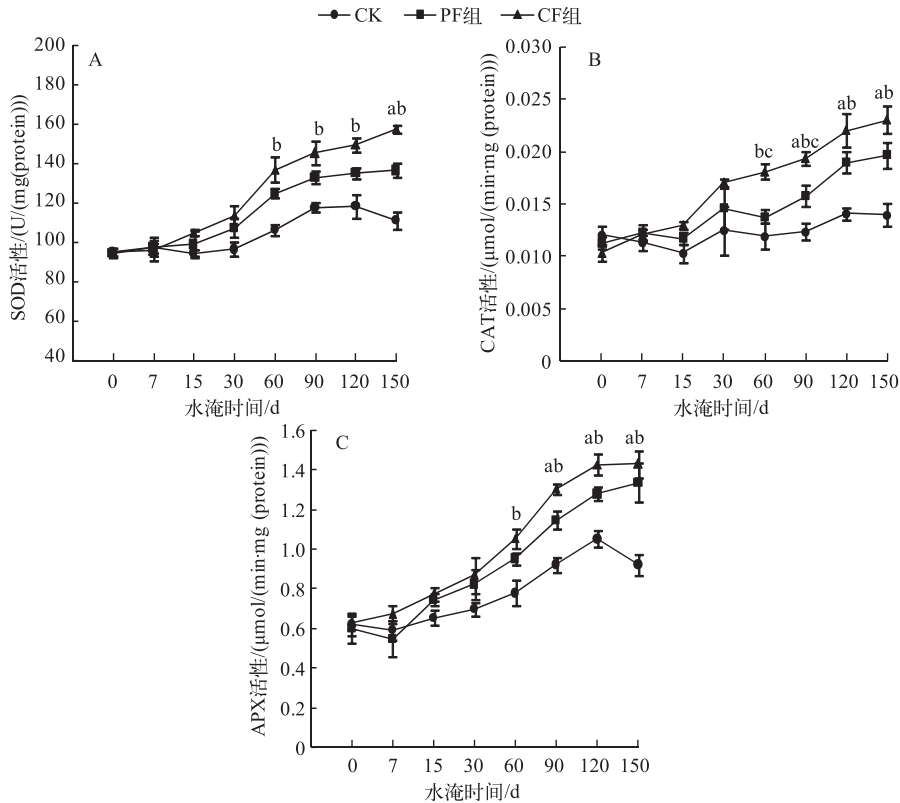 CK PF组 CF组
A
SOD活性/(U/(mg(protein)))
200
180
160
140
120
100
80
60
40
b b b ab
0 7 15 30 60 90 120 150
水淹时间/d
B
CAT活性/(μmol/(min·mg (protein)))
0.030
0.025
0.020
0.015
0.010
0.005
0
bc abc ab ab
0 7 15 30 60 90 120 150
水淹时间/d
C
APX活性/(μmol/(min·mg (protein)))
1.6
1.4
1.2
1.0
0.8
0.6
0.4
0.2
0
b ab ab ab
0 7 15 30 60 90 120 150
水淹时间/d